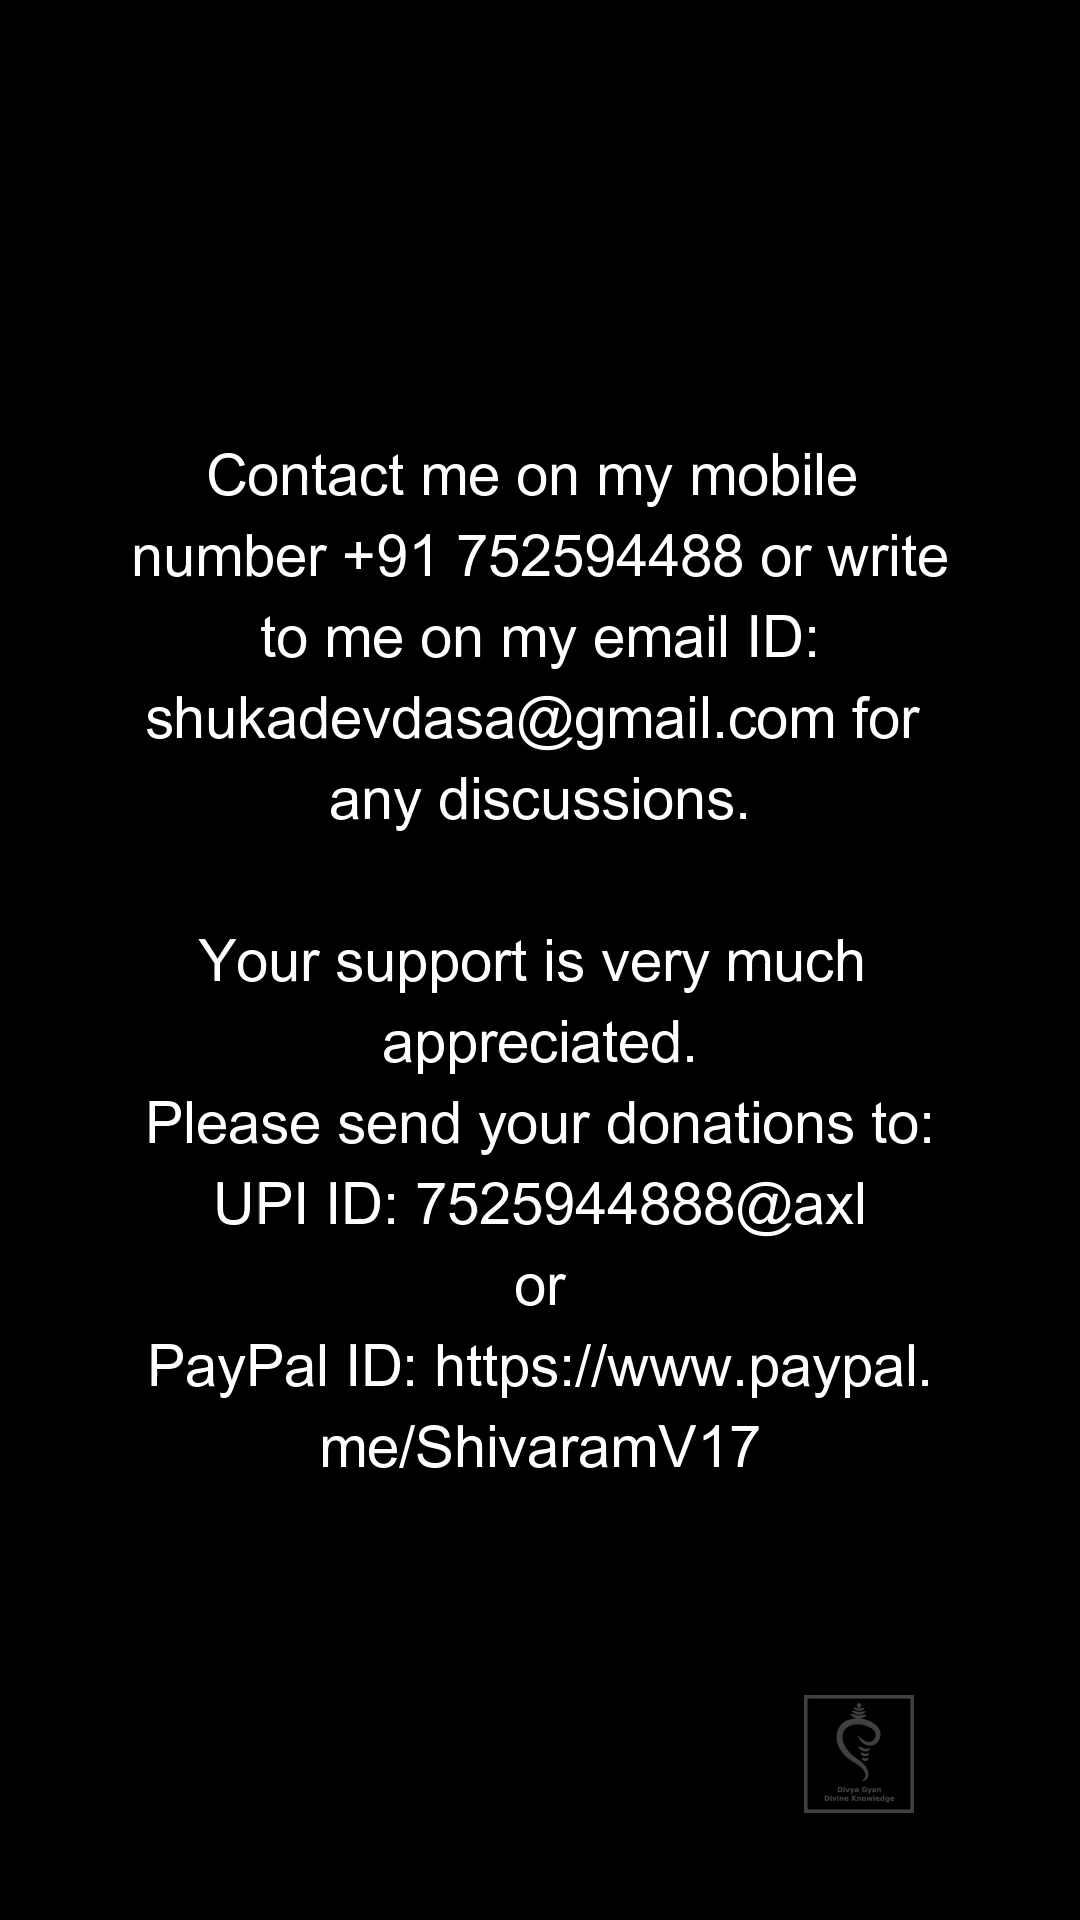 Contact me on my mobile
number +91 752594488 or write
to me on my email ID:
shukadevdasa@gmail.com for
any discussions.
Your support is very much
appreciated.
Please send your donations to:
UPI ID: 7525944888@axl
or
PayPal ID: https://www.paypal.
me/ShivaramV17
Divya Gyan
Divine Knowledge